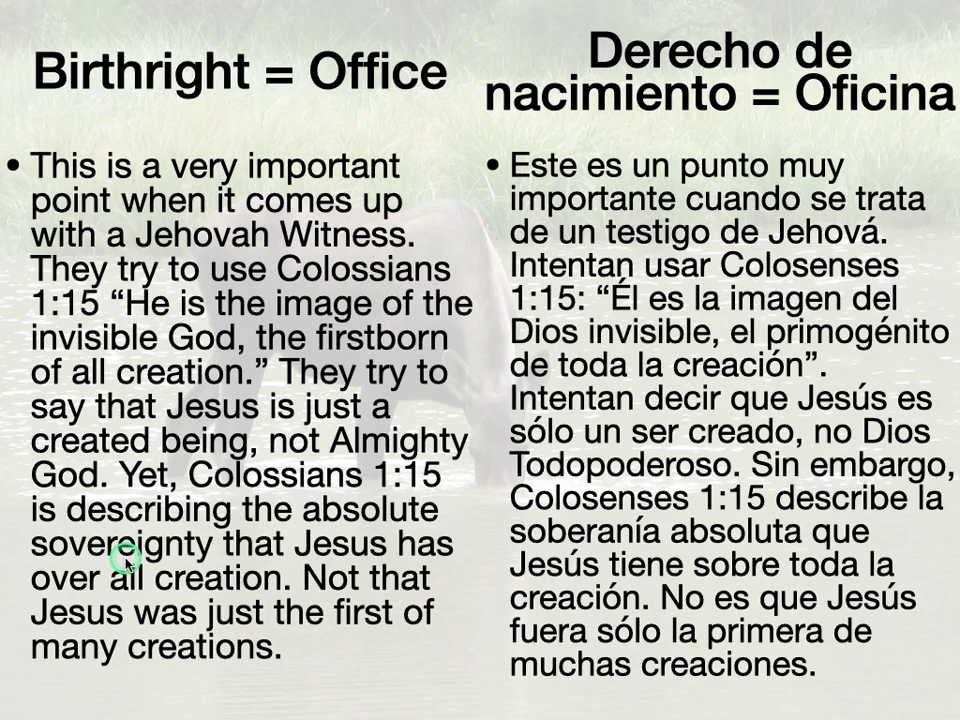 Birthright = Office
• This is a very important
point when it comes up
with a Jehovah Witness.
They try to use Colossians
1:15 “He is the image of the
invisible God, the firstborn
of all creation.” They try to
say that Jesus is just a
created being, not Almighty
God. Yet, Colossians 1:15
is describing the absolute
sovereignty that Jesus has
over all creation. Not that
Jesus was just the first of
many creations.
Derecho de
nacimiento = Oficina
• Este es un punto muy
importante cuando se trata
de un testigo de Jehová.
Intentan usar Colosenses
1:15: “Él es la imagen del
Dios invisible, el primogénito
de toda la creación”.
Intentan decir que Jesús es
sólo un ser creado, no Dios
Todopoderoso. Sin embargo,
Colosenses 1:15 describe la
soberanía absoluta que
Jesús tiene sobre toda la
creación. No es que Jesús
fuera sólo la primera de
muchas creaciones.